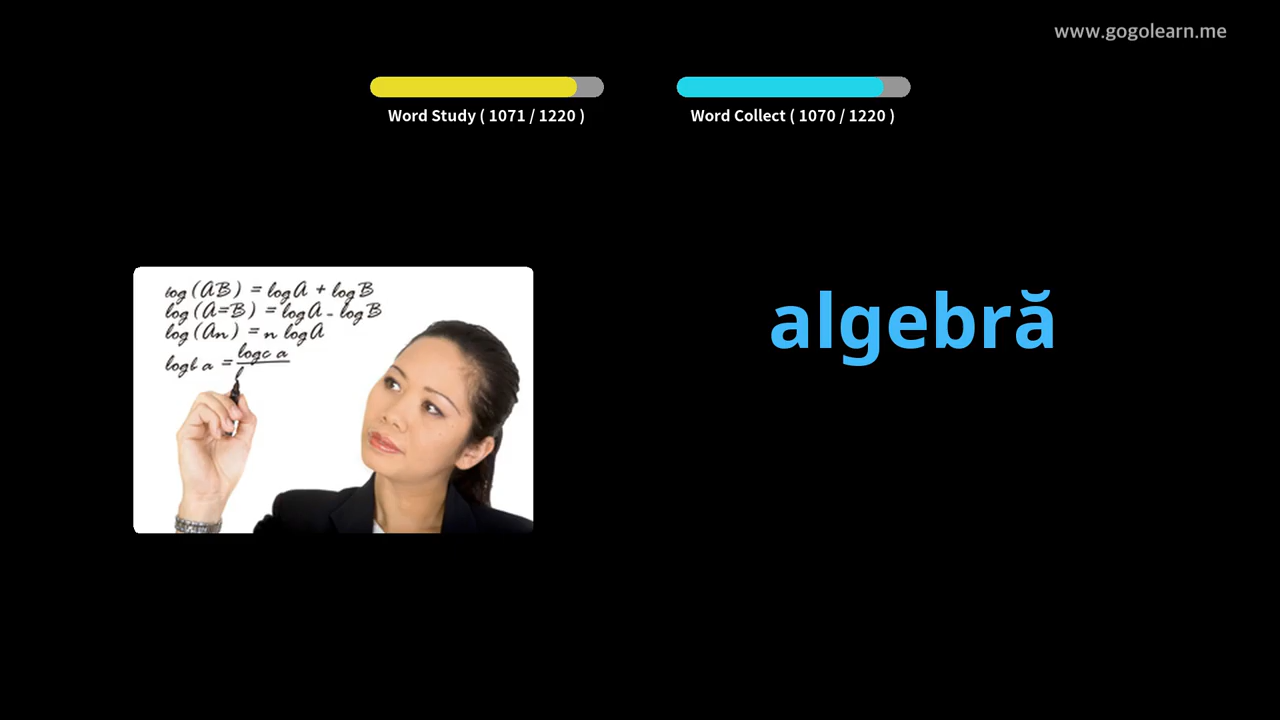 www.gogolearn.me
Word Study ( 1071 / 1220 )
Word Collect ( 1070 / 1220 )
log (AB) = log A + log B
log (A=B) = log A - log B
log (An) = n log A
logb a = logc a
algebră